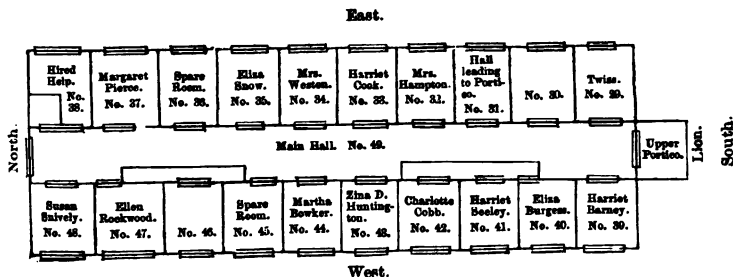 East.
Hired Help. No. 38.
Margaret Pierce. No. 37.
Spare Room. No. 36.
Eliza Snow. No. 35.
Mrs. Weston. No. 34.
Harriet Cook. No. 33.
Mrs. Hampton. No. 31.
Hall leading to Portico. No. 31.
No. 30.
Twiss. No. 29.
North.
Main Hall. No. 49.
Upper Portico.
Lion.
South.
Susan Snively. No. 48.
Ellen Rockwood. No. 47.
No. 46.
Spare Room. No. 45.
Martha Bowker. No. 44.
Zina D. Huntington. No. 43.
Charlotte Cobb. No. 42.
Harriet Seeley. No. 41.
Eliza Burgess. No. 40.
Harriet Barney. No. 39.
West.